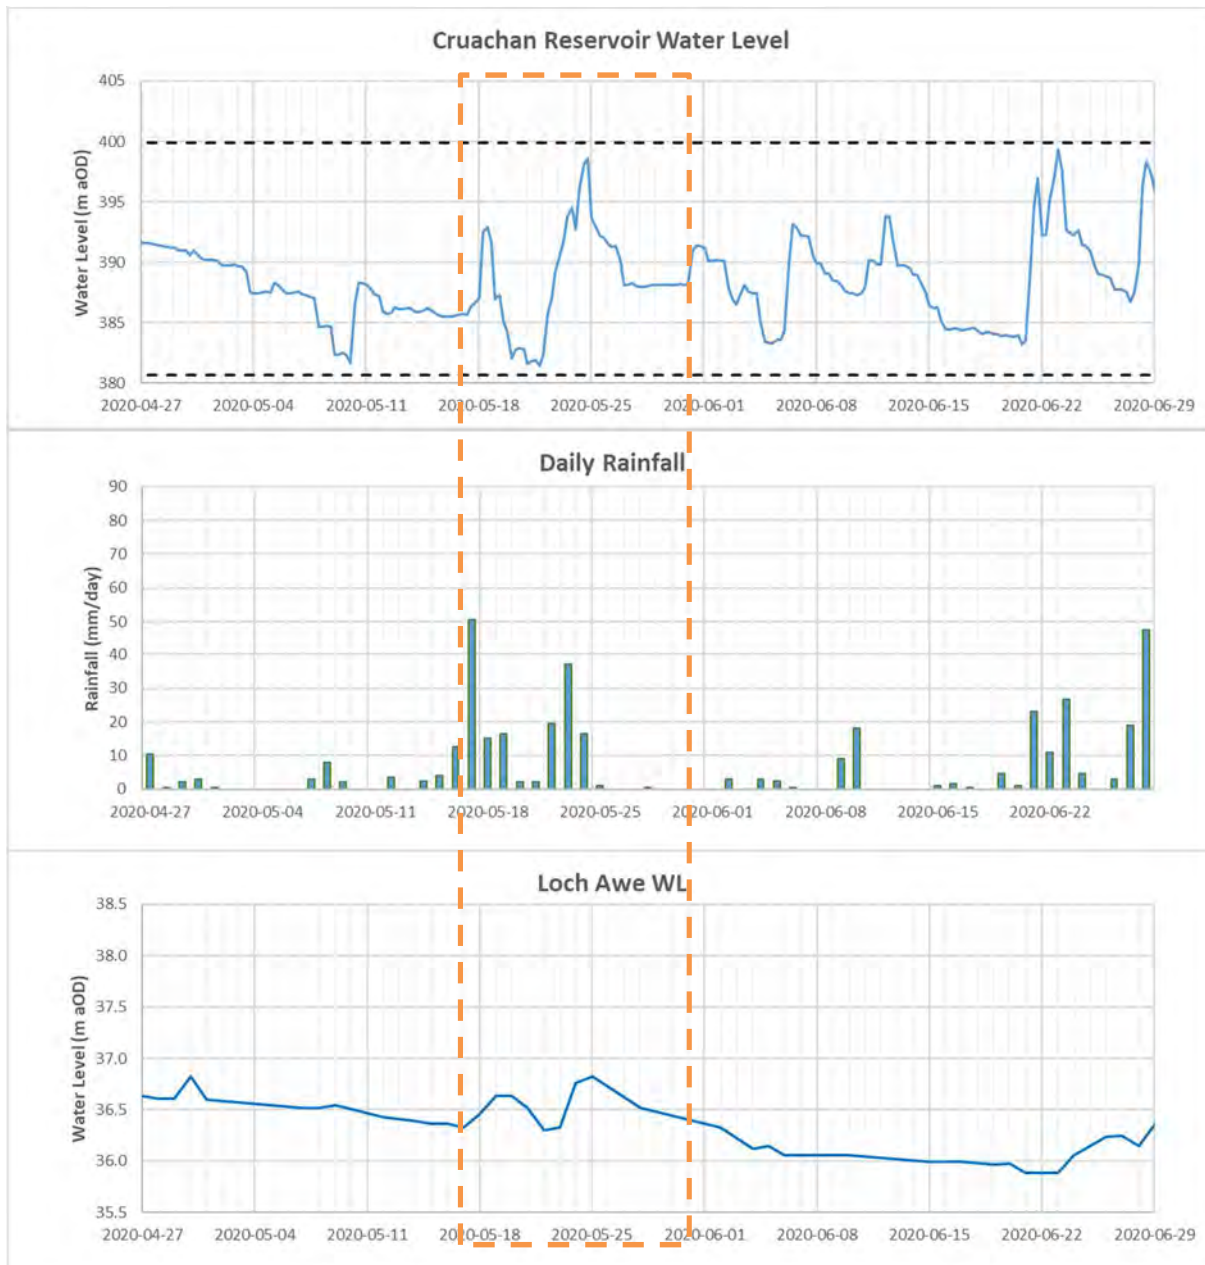 Cruachan Reservoir Water Level
Water Level (m aOD)
405
400
395
390
385
380
2020-04-27 2020-05-04 2020-05-11 2020-05-18 2020-05-25 2020-06-01 2020-06-08 2020-06-15 2020-06-22 2020-06-29
Daily Rainfall
Rainfall (mm/day)
90
80
70
60
50
40
30
20
10
0
2020-04-27 2020-05-04 2020-05-11 2020-05-18 2020-05-25 2020-06-01 2020-06-08 2020-06-15 2020-06-22
Loch Awe WL
Water Level (m aOD)
38.5
38.0
37.5
37.0
36.5
36.0
35.5
2020-04-27 2020-05-04 2020-05-11 2020-05-18 2020-05-25 2020-06-01 2020-06-08 2020-06-15 2020-06-22 2020-06-29